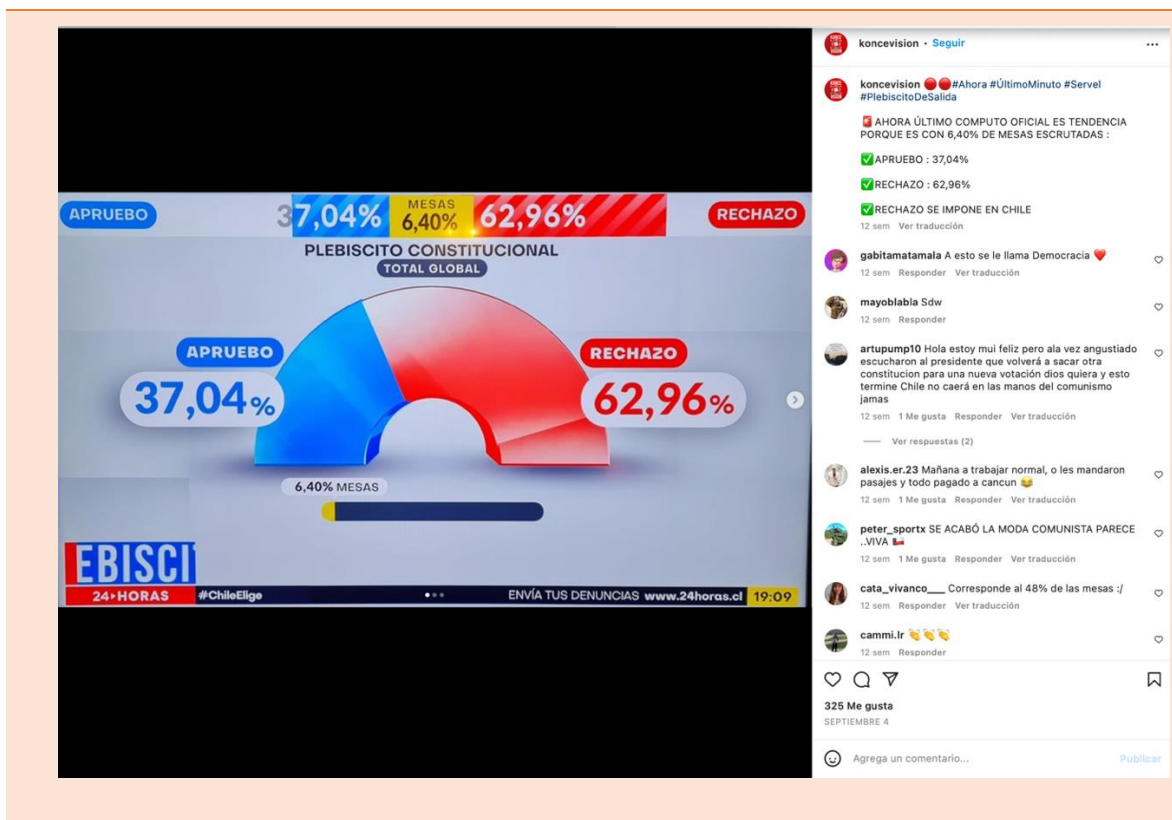 APRUEBO
37,04%
MESAS
6,40%
62,96%
RECHAZO
PLEBISCITO CONSTITUCIONAL
TOTAL GLOBAL
APRUEBO
37,04%
RECHAZO
62,96%
6,40% MESAS
EBISCI
24 HORAS
#ChileElige
ENVÍA TUS DENUNCIAS www.24horas.cl
19:09
koncevision • Seguir
koncevision 🔴🔴#Ahora #ÚltimoMinuto #Servel
#PlebiscitoDeSalida
🚨 AHORA ÚLTIMO COMPUTO OFICIAL ES TENDENCIA
PORQUE ES CON 6,40% DE MESAS ESCRUTADAS :
✅APRUEBO : 37,04%
✅RECHAZO : 62,96%
✅RECHAZO SE IMPONE EN CHILE
12 sem Ver traducción
gabitamatamala A esto se le llama Democracia ❤️
12 sem Responder Ver traducción
mayoblabla Sdw
12 sem Responder
artupump10 Hola estoy mui feliz pero ala vez angustiado
escucharon al presidente que volverá a sacar otra
constitucion para una nueva votación dios quiera y esto
termine Chile no caerá en las manos del comunismo
jamas
12 sem 1 Me gusta Responder Ver traducción
Ver respuestas (2)
alexis.er.23 Mañana a trabajar normal, o les mandaron
pasajes y todo pagado a cancun 😂
12 sem 1 Me gusta Responder Ver traducción
peter_sportx SE ACABÓ LA MODA COMUNISTA PARECE
..VIVA 🇨🇱
12 sem 1 Me gusta Responder Ver traducción
cata_vivanco___ Corresponde al 48% de las mesas :/
12 sem Responder Ver traducción
cammi.lr 👏👏👏
12 sem Responder
325 Me gusta
SEPTIEMBRE 4
Agrega un comentario...
Publicar